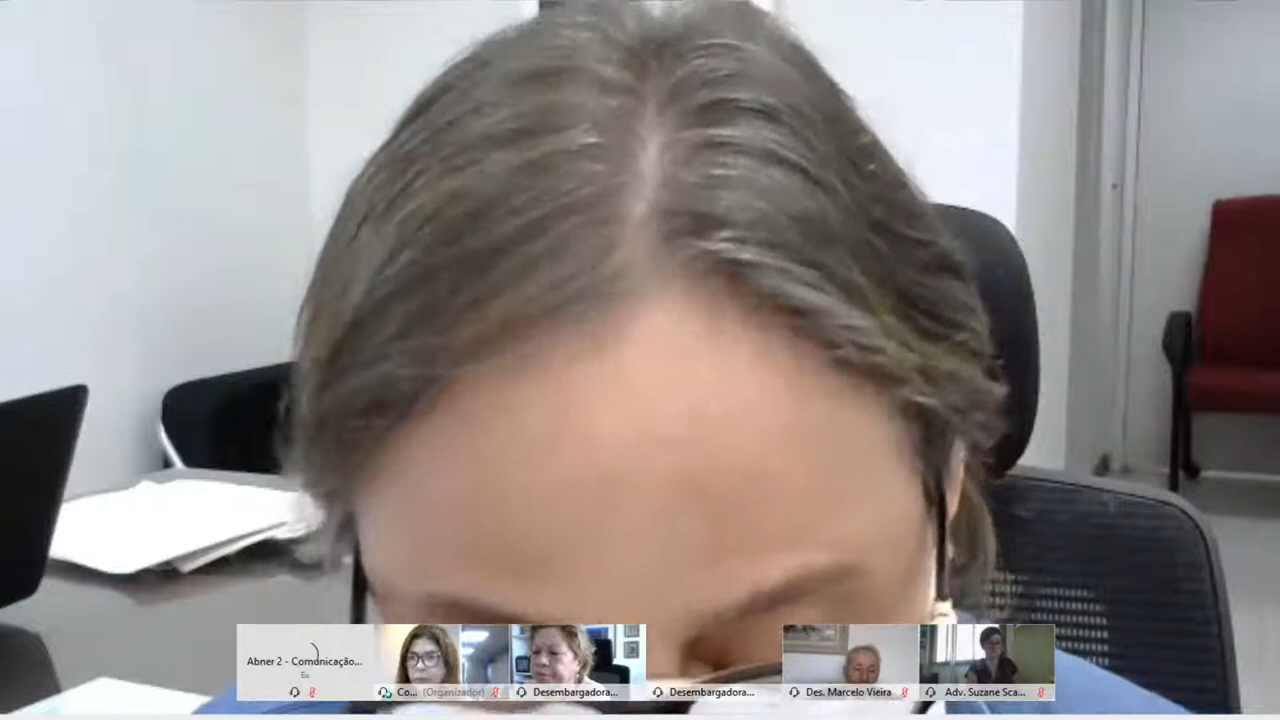 Abner 2 - Comunicação...
Eu
Co... (Organizador)
Desembargadora...
Desembargadora...
Des. Marcelo Vieira
Adv. Suzane Sca...